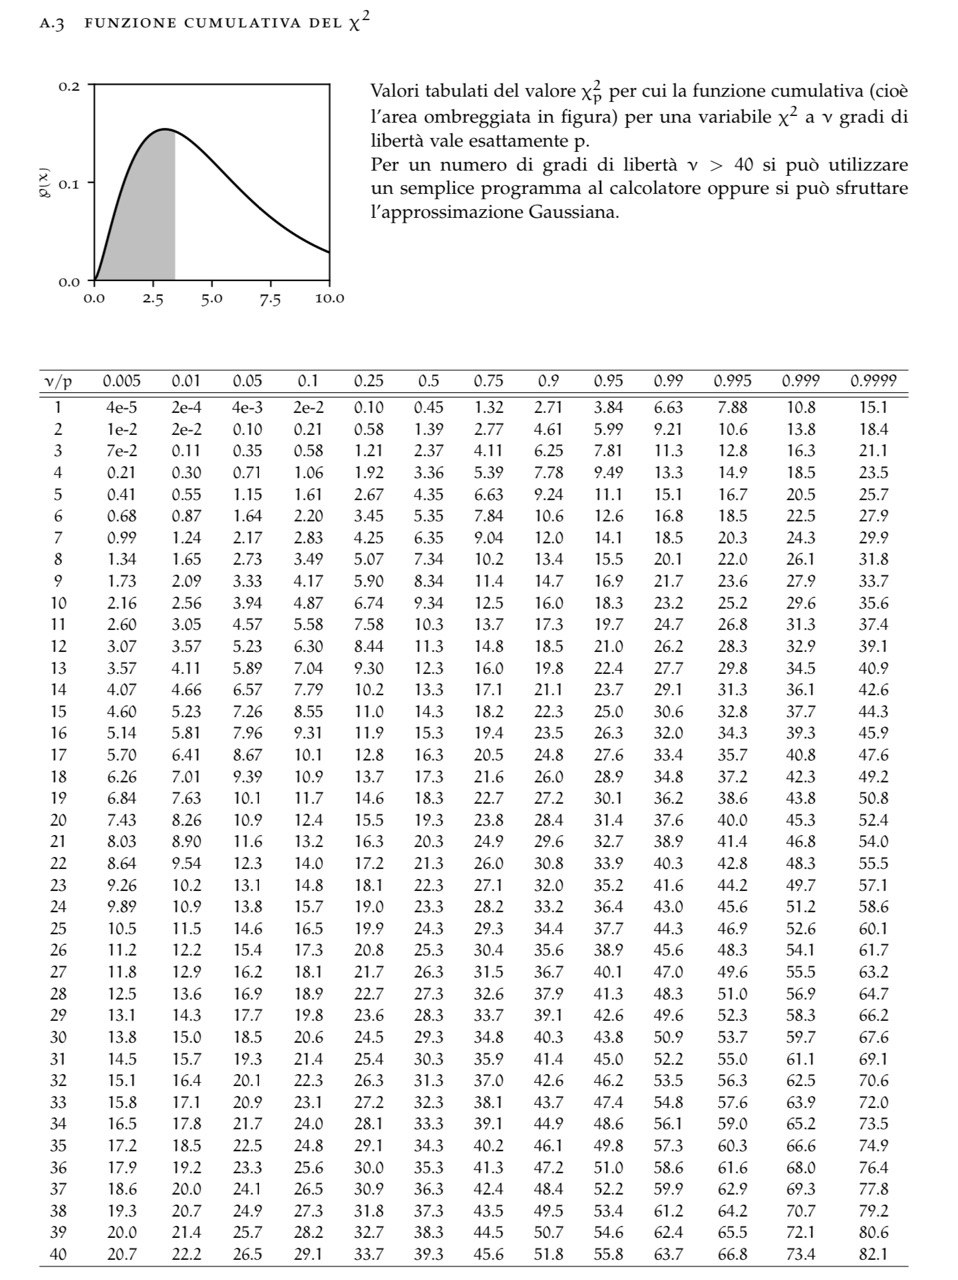 A.3 FUNZIONE CUMULATIVA DEL χ²
0.2
0.1
0.0
℘(x)
0.0 2.5 5.0 7.5 10.0
Valori tabulati del valore χ²ₚ per cui la funzione cumulativa (cioè
l'area ombreggiata in figura) per una variabile χ² a ν gradi di
libertà vale esattamente p.
Per un numero di gradi di libertà ν > 40 si può utilizzare
un semplice programma al calcolatore oppure si può sfruttare
l'approssimazione Gaussiana.
ν/p 0.005 0.01 0.05 0.1 0.25 0.5 0.75 0.9 0.95 0.99 0.995 0.999 0.9999
1 4e-5 2e-4 4e-3 2e-2 0.10 0.45 1.32 2.71 3.84 6.63 7.88 10.8 15.1
2 1e-2 2e-2 0.10 0.21 0.58 1.39 2.77 4.61 5.99 9.21 10.6 13.8 18.4
3 7e-2 0.11 0.35 0.58 1.21 2.37 4.11 6.25 7.81 11.3 12.8 16.3 21.1
4 0.21 0.30 0.71 1.06 1.92 3.36 5.39 7.78 9.49 13.3 14.9 18.5 23.5
5 0.41 0.55 1.15 1.61 2.67 4.35 6.63 9.24 11.1 15.1 16.7 20.5 25.7
6 0.68 0.87 1.64 2.20 3.45 5.35 7.84 10.6 12.6 16.8 18.5 22.5 27.9
7 0.99 1.24 2.17 2.83 4.25 6.35 9.04 12.0 14.1 18.5 20.3 24.3 29.9
8 1.34 1.65 2.73 3.49 5.07 7.34 10.2 13.4 15.5 20.1 22.0 26.1 31.8
9 1.73 2.09 3.33 4.17 5.90 8.34 11.4 14.7 16.9 21.7 23.6 27.9 33.7
10 2.16 2.56 3.94 4.87 6.74 9.34 12.5 16.0 18.3 23.2 25.2 29.6 35.6
11 2.60 3.05 4.57 5.58 7.58 10.3 13.7 17.3 19.7 24.7 26.8 31.3 37.4
12 3.07 3.57 5.23 6.30 8.44 11.3 14.8 18.5 21.0 26.2 28.3 32.9 39.1
13 3.57 4.11 5.89 7.04 9.30 12.3 16.0 19.8 22.4 27.7 29.8 34.5 40.9
14 4.07 4.66 6.57 7.79 10.2 13.3 17.1 21.1 23.7 29.1 31.3 36.1 42.6
15 4.60 5.23 7.26 8.55 11.0 14.3 18.2 22.3 25.0 30.6 32.8 37.7 44.3
16 5.14 5.81 7.96 9.31 11.9 15.3 19.4 23.5 26.3 32.0 34.3 39.3 45.9
17 5.70 6.41 8.67 10.1 12.8 16.3 20.5 24.8 27.6 33.4 35.7 40.8 47.6
18 6.26 7.01 9.39 10.9 13.7 17.3 21.6 26.0 28.9 34.8 37.2 42.3 49.2
19 6.84 7.63 10.1 11.7 14.6 18.3 22.7 27.2 30.1 36.2 38.6 43.8 50.8
20 7.43 8.26 10.9 12.4 15.5 19.3 23.8 28.4 31.4 37.6 40.0 45.3 52.4
21 8.03 8.90 11.6 13.2 16.3 20.3 24.9 29.6 32.7 38.9 41.4 46.8 54.0
22 8.64 9.54 12.3 14.0 17.2 21.3 26.0 30.8 33.9 40.3 42.8 48.3 55.5
23 9.26 10.2 13.1 14.8 18.1 22.3 27.1 32.0 35.2 41.6 44.2 49.7 57.1
24 9.89 10.9 13.8 15.7 19.0 23.3 28.2 33.2 36.4 43.0 45.6 51.2 58.6
25 10.5 11.5 14.6 16.5 19.9 24.3 29.3 34.4 37.7 44.3 46.9 52.6 60.1
26 11.2 12.2 15.4 17.3 20.8 25.3 30.4 35.6 38.9 45.6 48.3 54.1 61.7
27 11.8 12.9 16.2 18.1 21.7 26.3 31.5 36.7 40.1 47.0 49.6 55.5 63.2
28 12.5 13.6 16.9 18.9 22.7 27.3 32.6 37.9 41.3 48.3 51.0 56.9 64.7
29 13.1 14.3 17.7 19.8 23.6 28.3 33.7 39.1 42.6 49.6 52.3 58.3 66.2
30 13.8 15.0 18.5 20.6 24.5 29.3 34.8 40.3 43.8 50.9 53.7 59.7 67.6
31 14.5 15.7 19.3 21.4 25.4 30.3 35.9 41.4 45.0 52.2 55.0 61.1 69.1
32 15.1 16.4 20.1 22.3 26.3 31.3 37.0 42.6 46.2 53.5 56.3 62.5 70.6
33 15.8 17.1 20.9 23.1 27.2 32.3 38.1 43.7 47.4 54.8 57.6 63.9 72.0
34 16.5 17.8 21.7 24.0 28.1 33.3 39.1 44.9 48.6 56.1 59.0 65.2 73.5
35 17.2 18.5 22.5 24.8 29.1 34.3 40.2 46.1 49.8 57.3 60.3 66.6 74.9
36 17.9 19.2 23.3 25.6 30.0 35.3 41.3 47.2 51.0 58.6 61.6 68.0 76.4
37 18.6 20.0 24.1 26.5 30.9 36.3 42.4 48.4 52.2 59.9 62.9 69.3 77.8
38 19.3 20.7 24.9 27.3 31.8 37.3 43.5 49.5 53.4 61.2 64.2 70.7 79.2
39 20.0 21.4 25.7 28.2 32.7 38.3 44.5 50.7 54.6 62.4 65.5 72.1 80.6
40 20.7 22.2 26.5 29.1 33.7 39.3 45.6 51.8 55.8 63.7 66.8 73.4 82.1